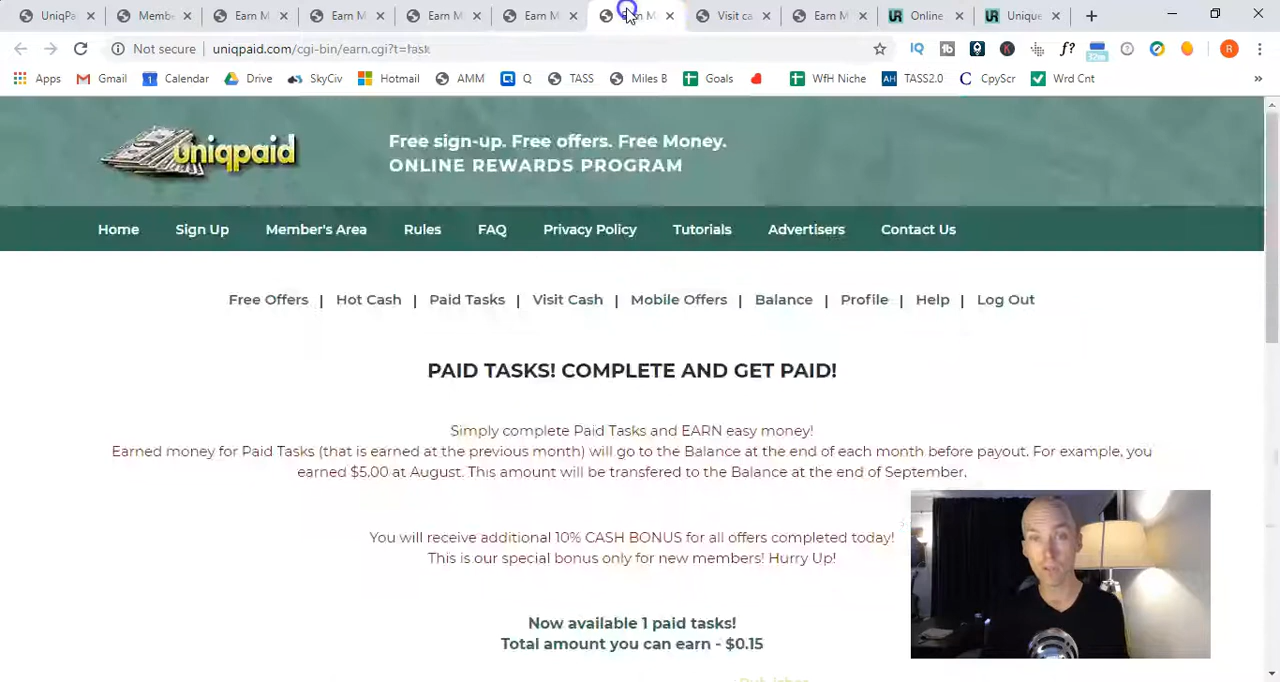 UniqPa
Memb
Earn M
Earn M
Earn M
Earn M
Visit ca
Earn M
Online
Unique
Not secure | uniqpaid.com/cgi-bin/earn.cgi?t=task
Apps Gmail Calendar Drive SkyCiv Hotmail AMM Q TASS Miles B Goals WfH Niche TASS2.0 CpyScr Wrd Cnt
uniqpaid
Free sign-up. Free offers. Free Money.
ONLINE REWARDS PROGRAM
Home Sign Up Member's Area Rules FAQ Privacy Policy Tutorials Advertisers Contact Us
Free Offers | Hot Cash | Paid Tasks | Visit Cash | Mobile Offers | Balance | Profile | Help | Log Out
PAID TASKS! COMPLETE AND GET PAID!
Simply complete Paid Tasks and EARN easy money!
Earned money for Paid Tasks (that is earned at the previous month) will go to the Balance at the end of each month before payout. For example, you
earned $5.00 at August. This amount will be transfered to the Balance at the end of September.
You will receive additional 10% CASH BONUS for all offers completed today!
This is our special bonus only for new members! Hurry Up!
Now available 1 paid tasks!
Total amount you can earn - $0.15